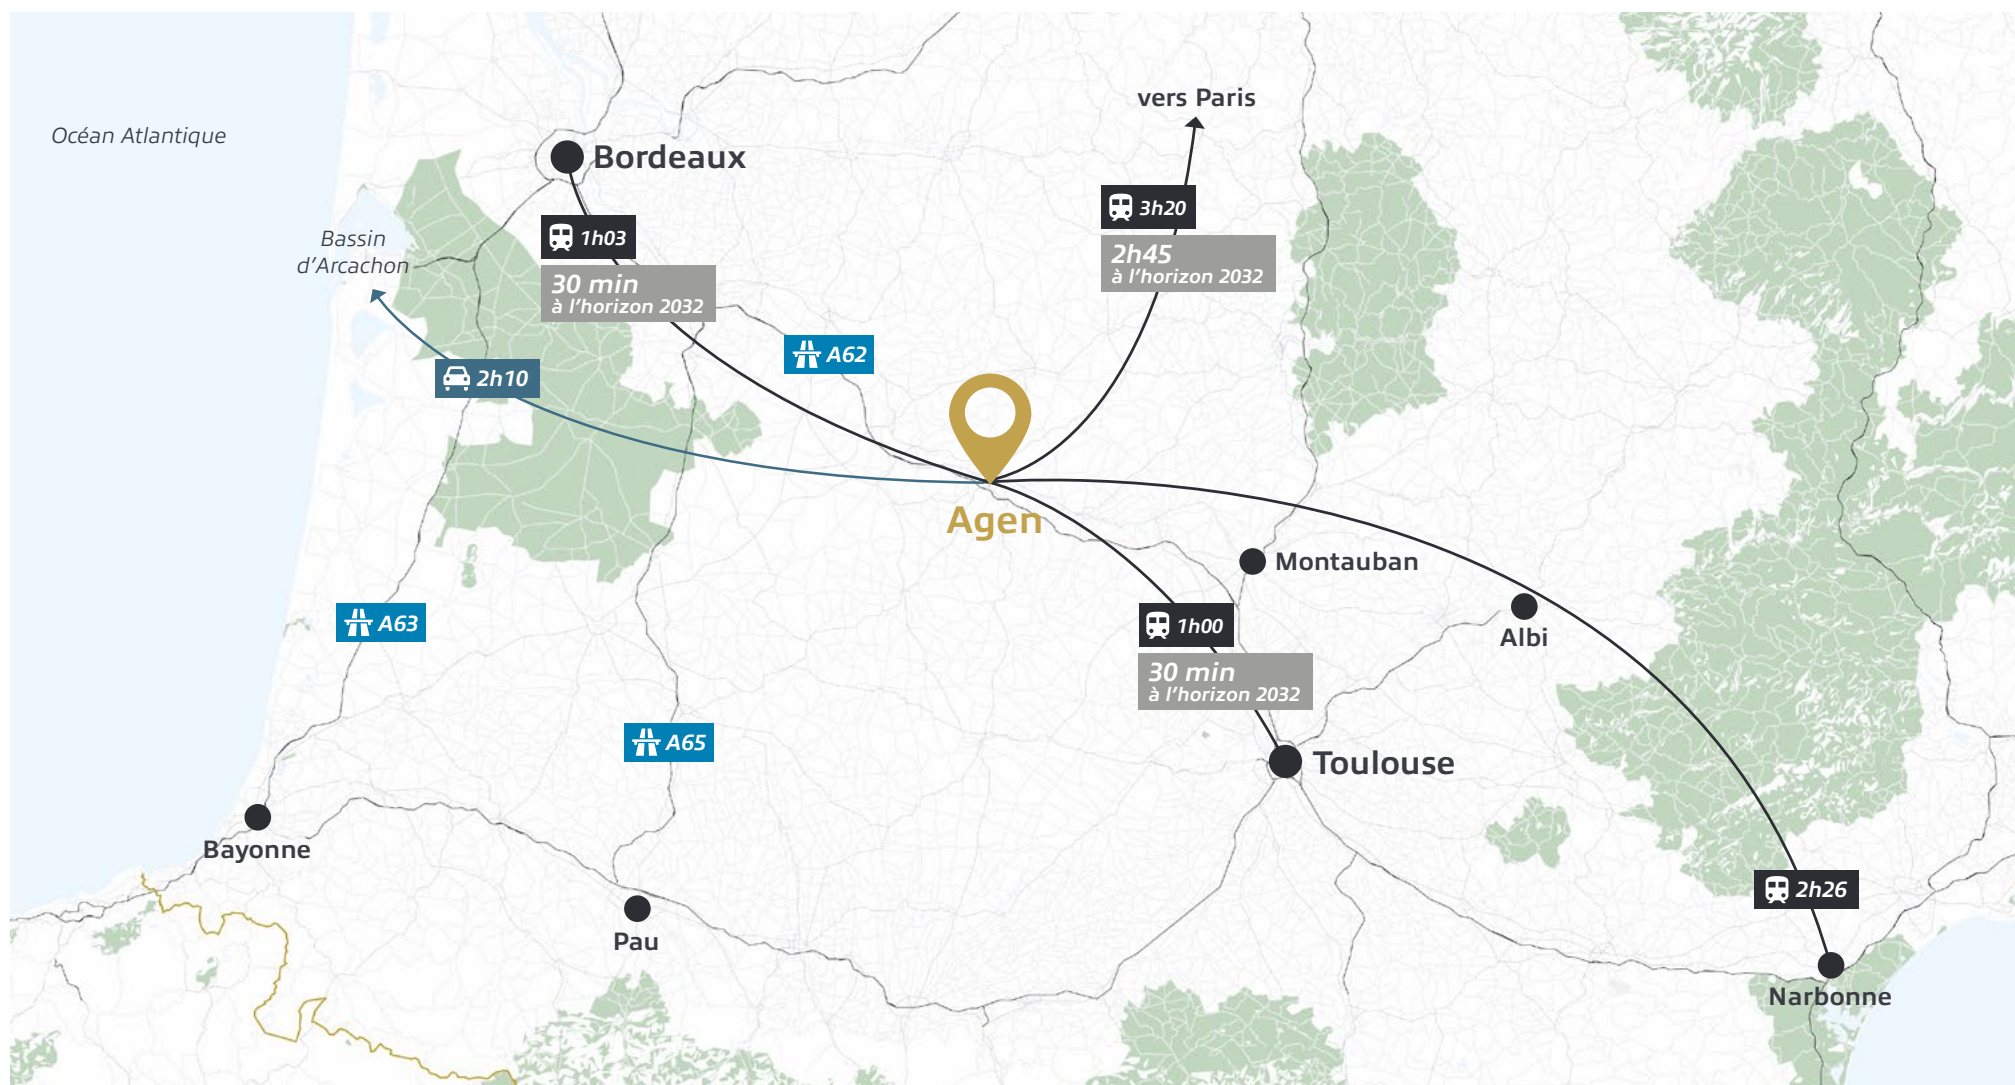 vers Paris
Océan Atlantique
Bordeaux
3h20
1h03
Bassin
d'Arcachon
2h45
à l'horizon 2032
30 min
à l'horizon 2032
A62
2h10
Agen
Montauban
A63
1h00
Albi
30 min
à l'horizon 2032
A65
Toulouse
Bayonne
2h26
Pau
Narbonne